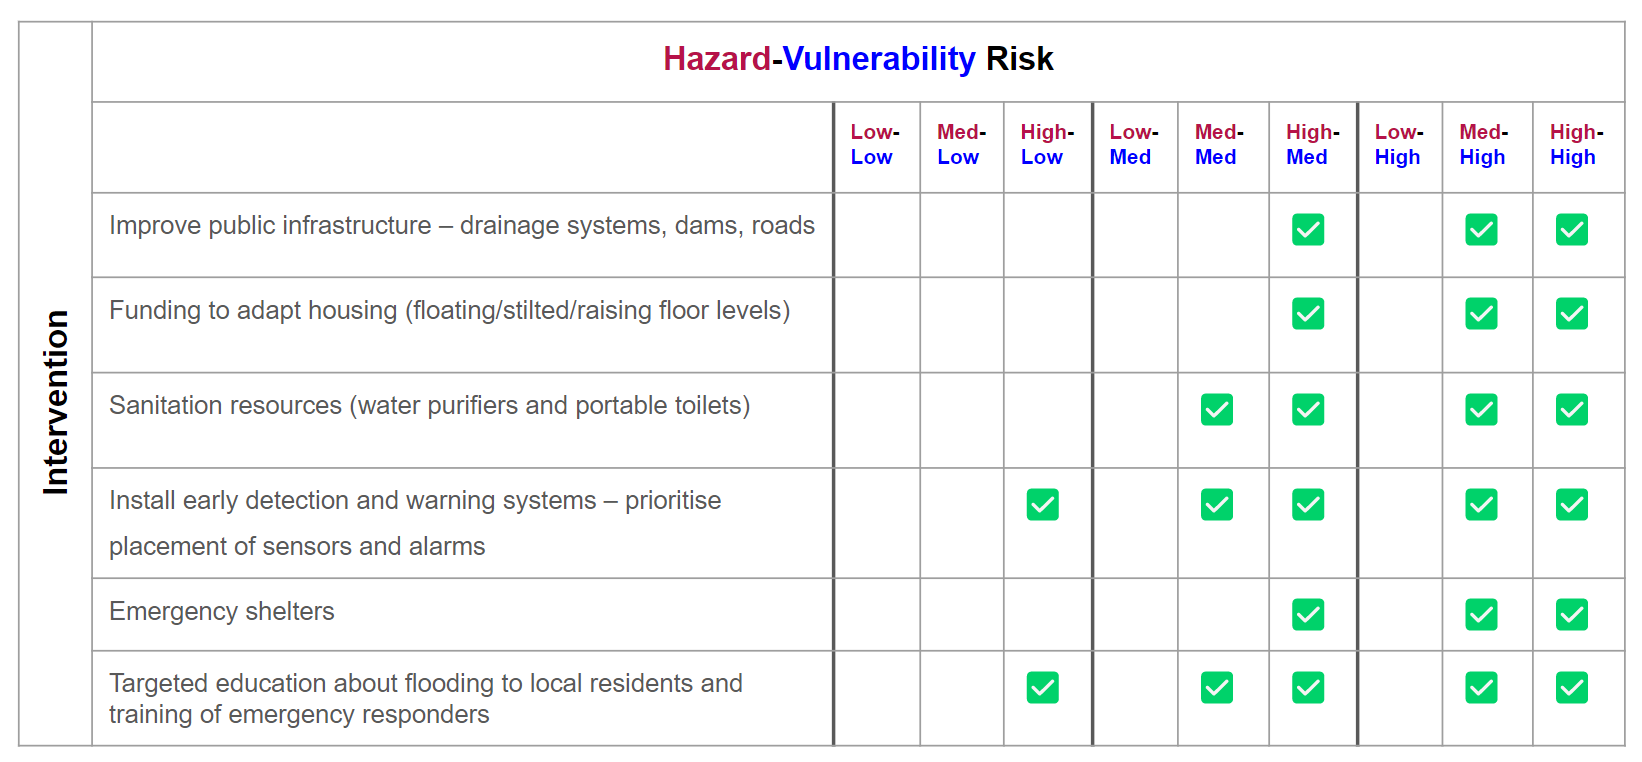 Hazard-Vulnerability Risk
Low- Med- High- Low- Med- High- Low- Med- High-
Low Low Low Med Med Med High High High
Intervention
Improve public infrastructure – drainage systems, dams, roads
Funding to adapt housing (floating/stilted/raising floor levels)
Sanitation resources (water purifiers and portable toilets)
Install early detection and warning systems – prioritise
placement of sensors and alarms
Emergency shelters
Targeted education about flooding to local residents and
training of emergency responders